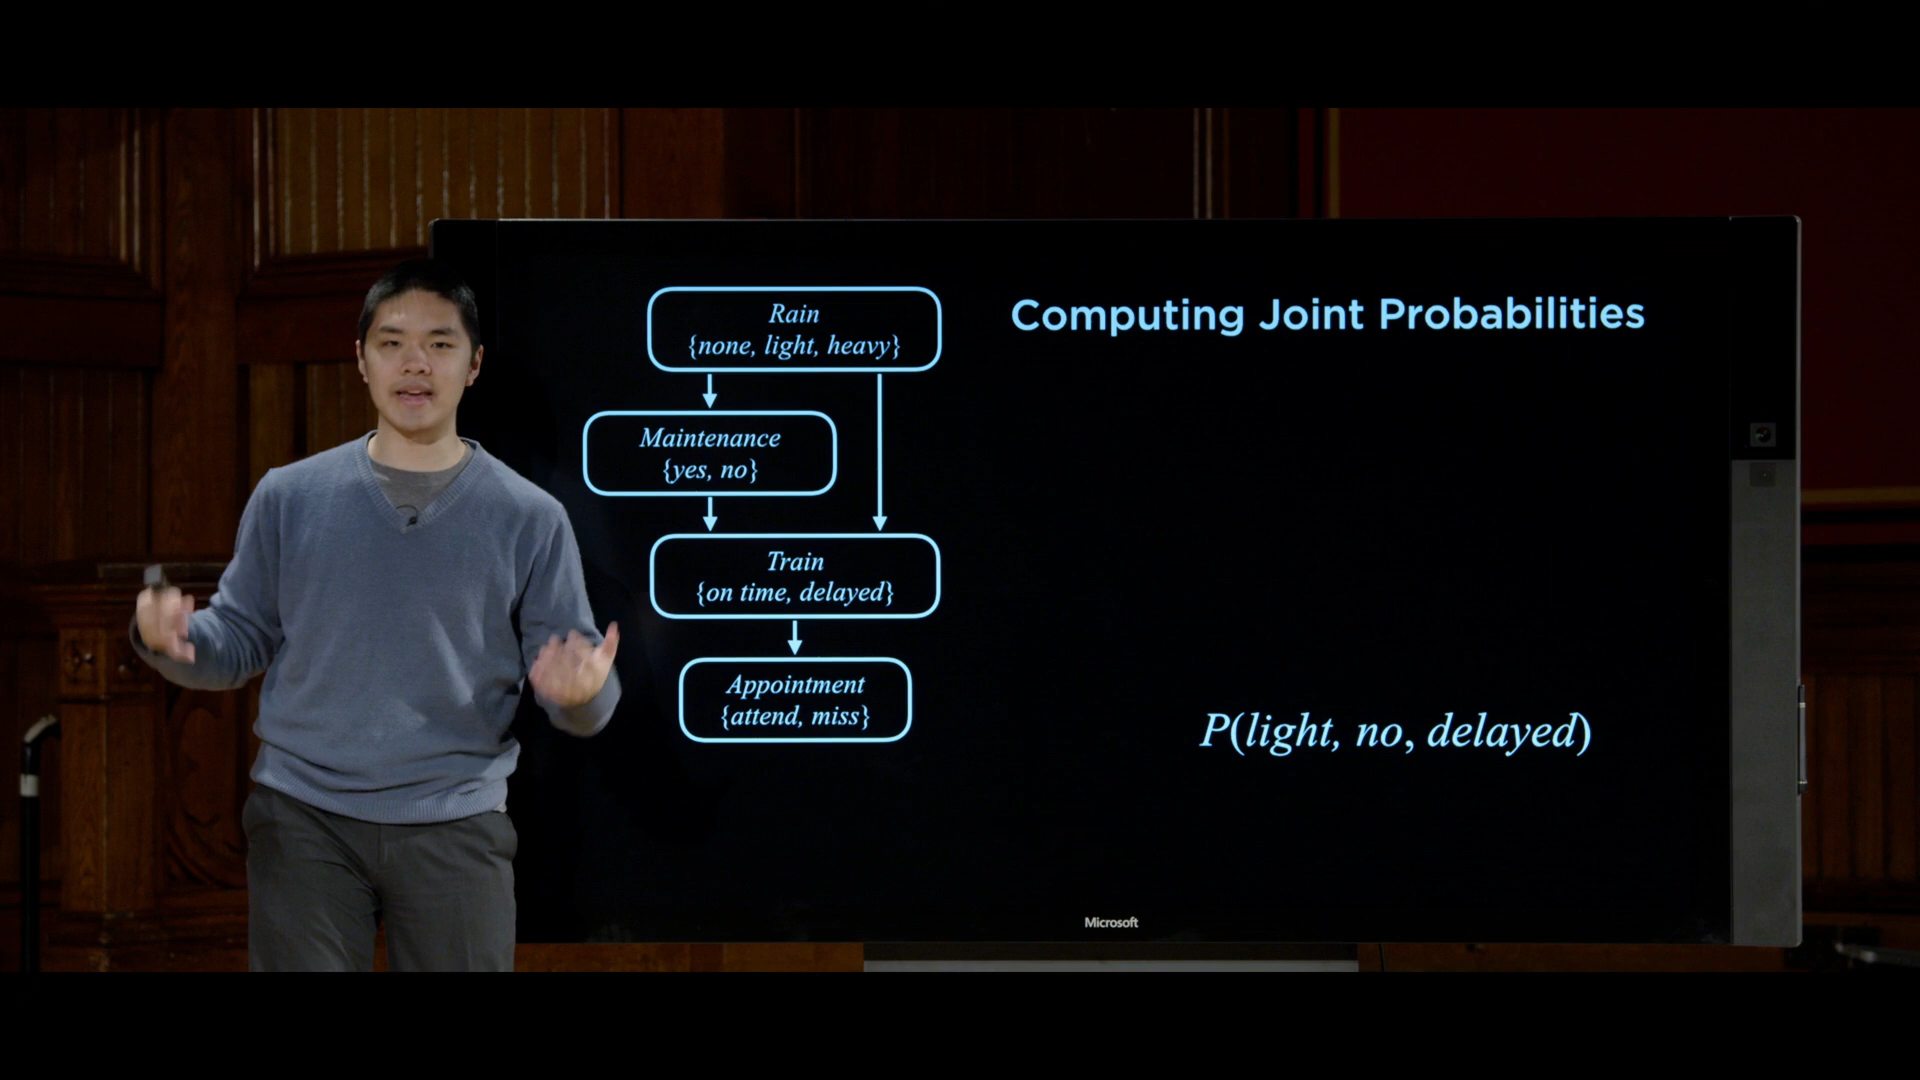 Computing Joint Probabilities
Rain
{none, light, heavy}
Maintenance
{yes, no}
Train
{on time, delayed}
Appointment
{attend, miss}
P(light, no, delayed)
Microsoft